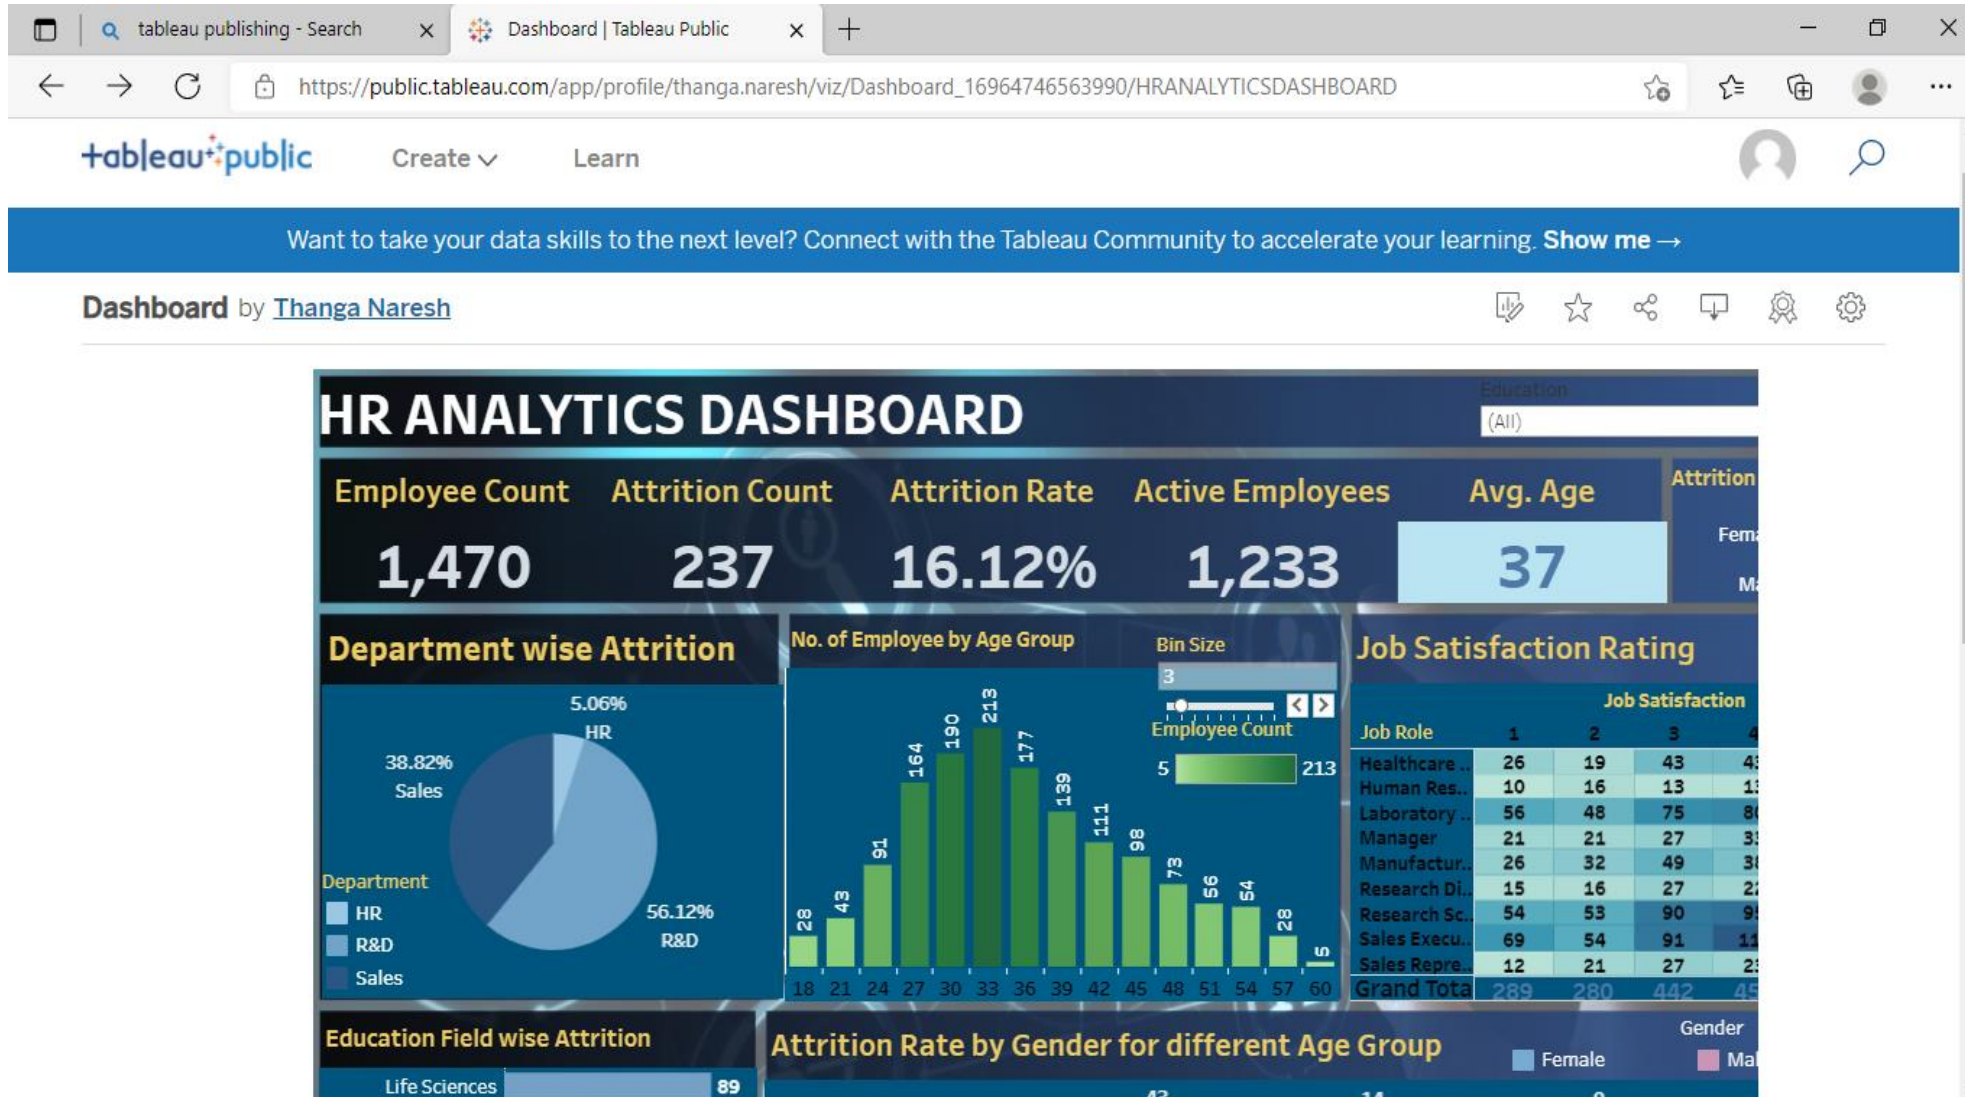 tableau publishing - Search
Dashboard | Tableau Public
https://public.tableau.com/app/profile/thanga.naresh/viz/Dashboard_16964746563990/HRANALYTICSDASHBOARD
+ableau public
Create
Learn
Want to take your data skills to the next level? Connect with the Tableau Community to accelerate your learning. Show me →
Dashboard by Thanga Naresh
HR ANALYTICS DASHBOARD
Education
(All)
Employee Count
Attrition Count
Attrition Rate
Active Employees
Avg. Age
Attrition
1,470
237
16.12%
1,233
37
Fem
M
Department wise Attrition
5.06%
HR
38.82%
Sales
56.12%
R&D
Department
HR
R&D
Sales
No. of Employee by Age Group
Bin Size
3
Employee Count
5 213
28 43 91 164 190 213 177 139 111 98 73 56 54 28 5
18 21 24 27 30 33 36 39 42 45 48 51 54 57 60
Job Satisfaction Rating
Job Satisfaction
Job Role 1 2 3 4
Healthcare .. 26 19 43
Human Res.. 10 16 13
Laboratory .. 56 48 75
Manager 21 21 27
Manufactur.. 26 32 49
Research Di.. 15 16 27
Research Sc.. 54 53 90
Sales Execu.. 69 54 91
Sales Repre.. 12 21 27
Grand Tota 289 280 442
Education Field wise Attrition
Life Sciences 89
Attrition Rate by Gender for different Age Group
Gender
Female
Mal